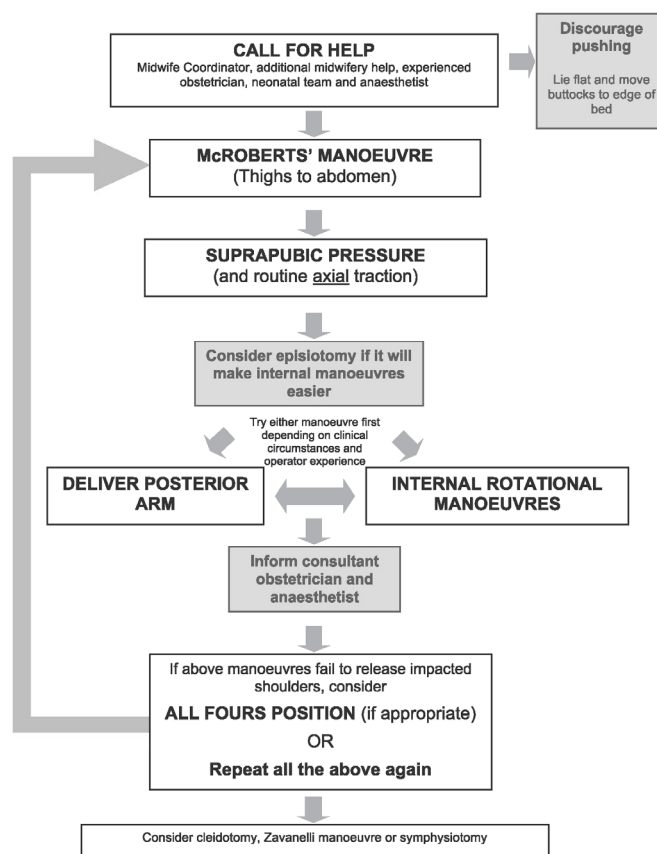 CALL FOR HELP
Midwife Coordinator, additional midwifery help, experienced
obstetrician, neonatal team and anaesthetist
Discourage
pushing
Lie flat and move
buttocks to edge of
bed
McROBERTS' MANOEUVRE
(Thighs to abdomen)
SUPRAPUBIC PRESSURE
(and routine axial traction)
Consider episiotomy if it will
make internal manoeuvres
easier
Try either manoeuvre first
depending on clinical
circumstances and
operator experience
DELIVER POSTERIOR
ARM
INTERNAL ROTATIONAL
MANOEUVRES
Inform consultant
obstetrician and
anaesthetist
If above manoeuvres fail to release impacted
shoulders, consider
ALL FOURS POSITION (if appropriate)
OR
Repeat all the above again
Consider cleidotomy, Zavanelli manoeuvre or symphysiotomy